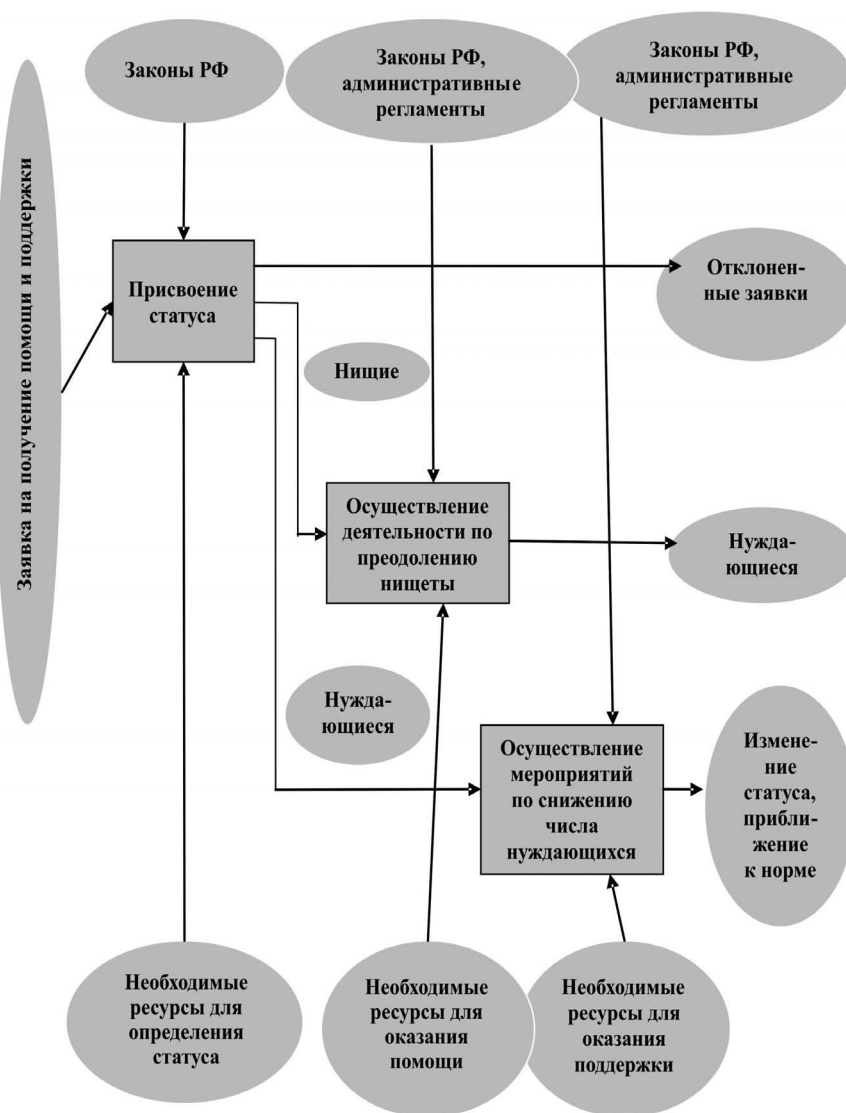 Законы РФ
Законы РФ,
административные
регламенты
Законы РФ,
административные
регламенты
Заявка на получение помощи и поддержки
Присвоение
статуса
Отклонен-
ные заявки
Нищие
Осуществление
деятельности по
преодолению
нищеты
Нужда-
ющиеся
Нужда-
ющиеся
Осуществление
мероприятий
по снижению
числа
нуждающихся
Измене-
ние
статуса,
прибли-
жение
к норме
Необходимые
ресурсы для
определения
статуса
Необходимые
ресурсы для
оказания
помощи
Необходимые
ресурсы для
оказания
поддержки